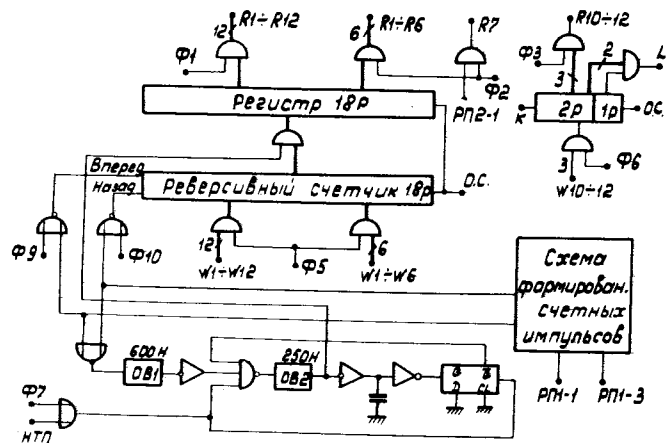 R1÷R12
R1÷R6
R7
R10÷12
12
6
Ф1
Ф2
РП2-1
Ф3
3
2
L
Регистр 18р
К
2р
1р
О.С.
Ф6
3
W10÷12
Вперед
Назад
Реверсивный счетчик 18р
О.С.
Ф9
Ф10
12
6
W1÷W12
Ф5
W1÷W6
Схема
формирован.
счетных
импульсов
600н
ОВ1
250н
ОВ2
D
CL
Ф7
НТП
РП1-1
РП1-3